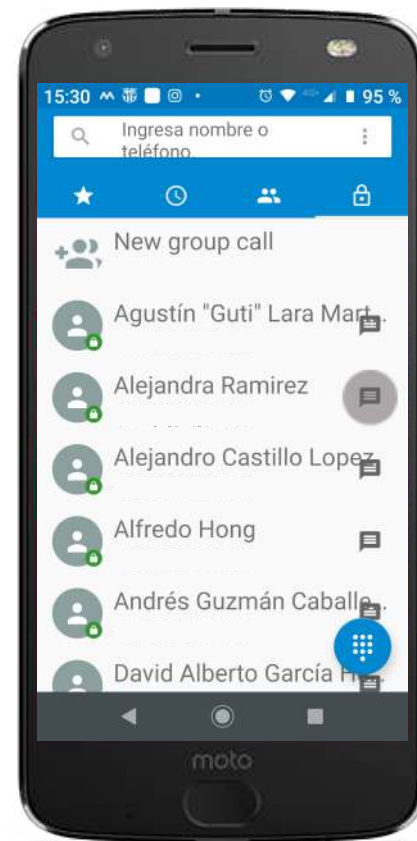 15:30 95 %
Ingresa nombre o
teléfono.
New group call
Agustín "Guti" Lara Mart...
Alejandra Ramirez
Alejandro Castillo Lopez
Alfredo Hong
Andrés Guzmán Caballe...
David Alberto García
moto